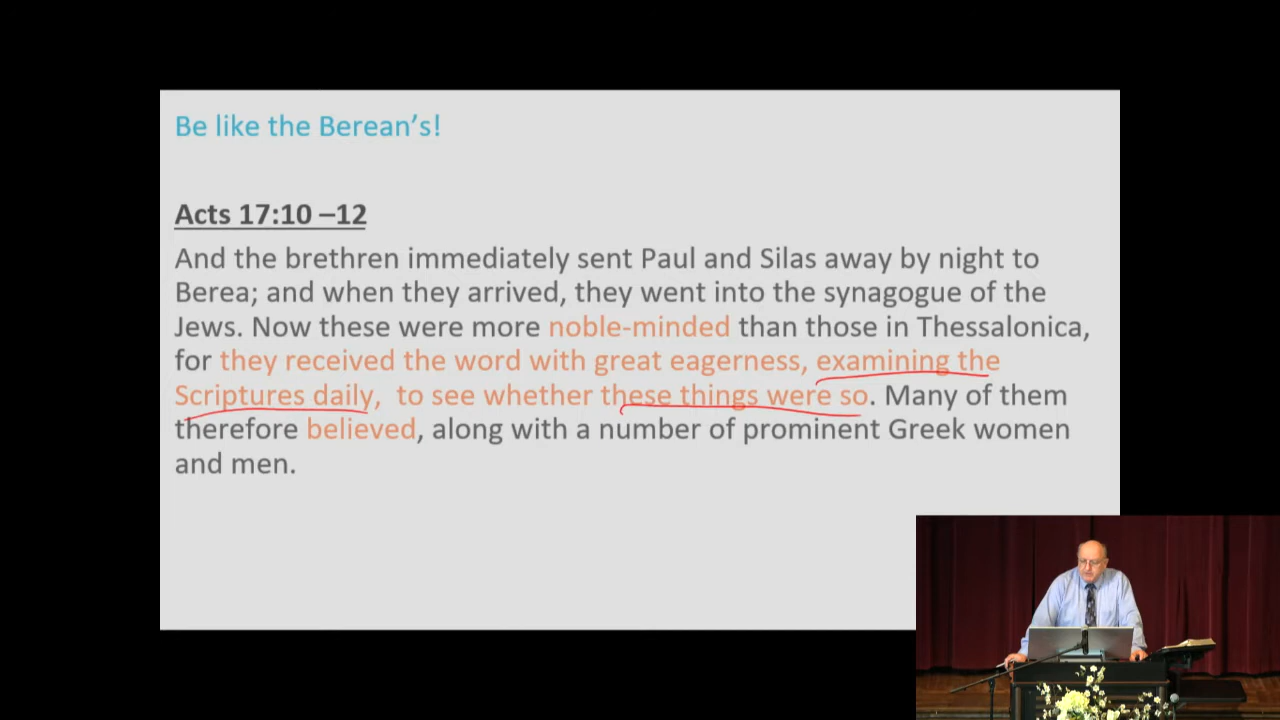 Be like the Berean’s!
Acts 17:10 –12
And the brethren immediately sent Paul and Silas away by night to
Berea; and when they arrived, they went into the synagogue of the
Jews. Now these were more noble-minded than those in Thessalonica,
for they received the word with great eagerness, examining the
Scriptures daily,  to see whether these things were so. Many of them
therefore believed, along with a number of prominent Greek women
and men.